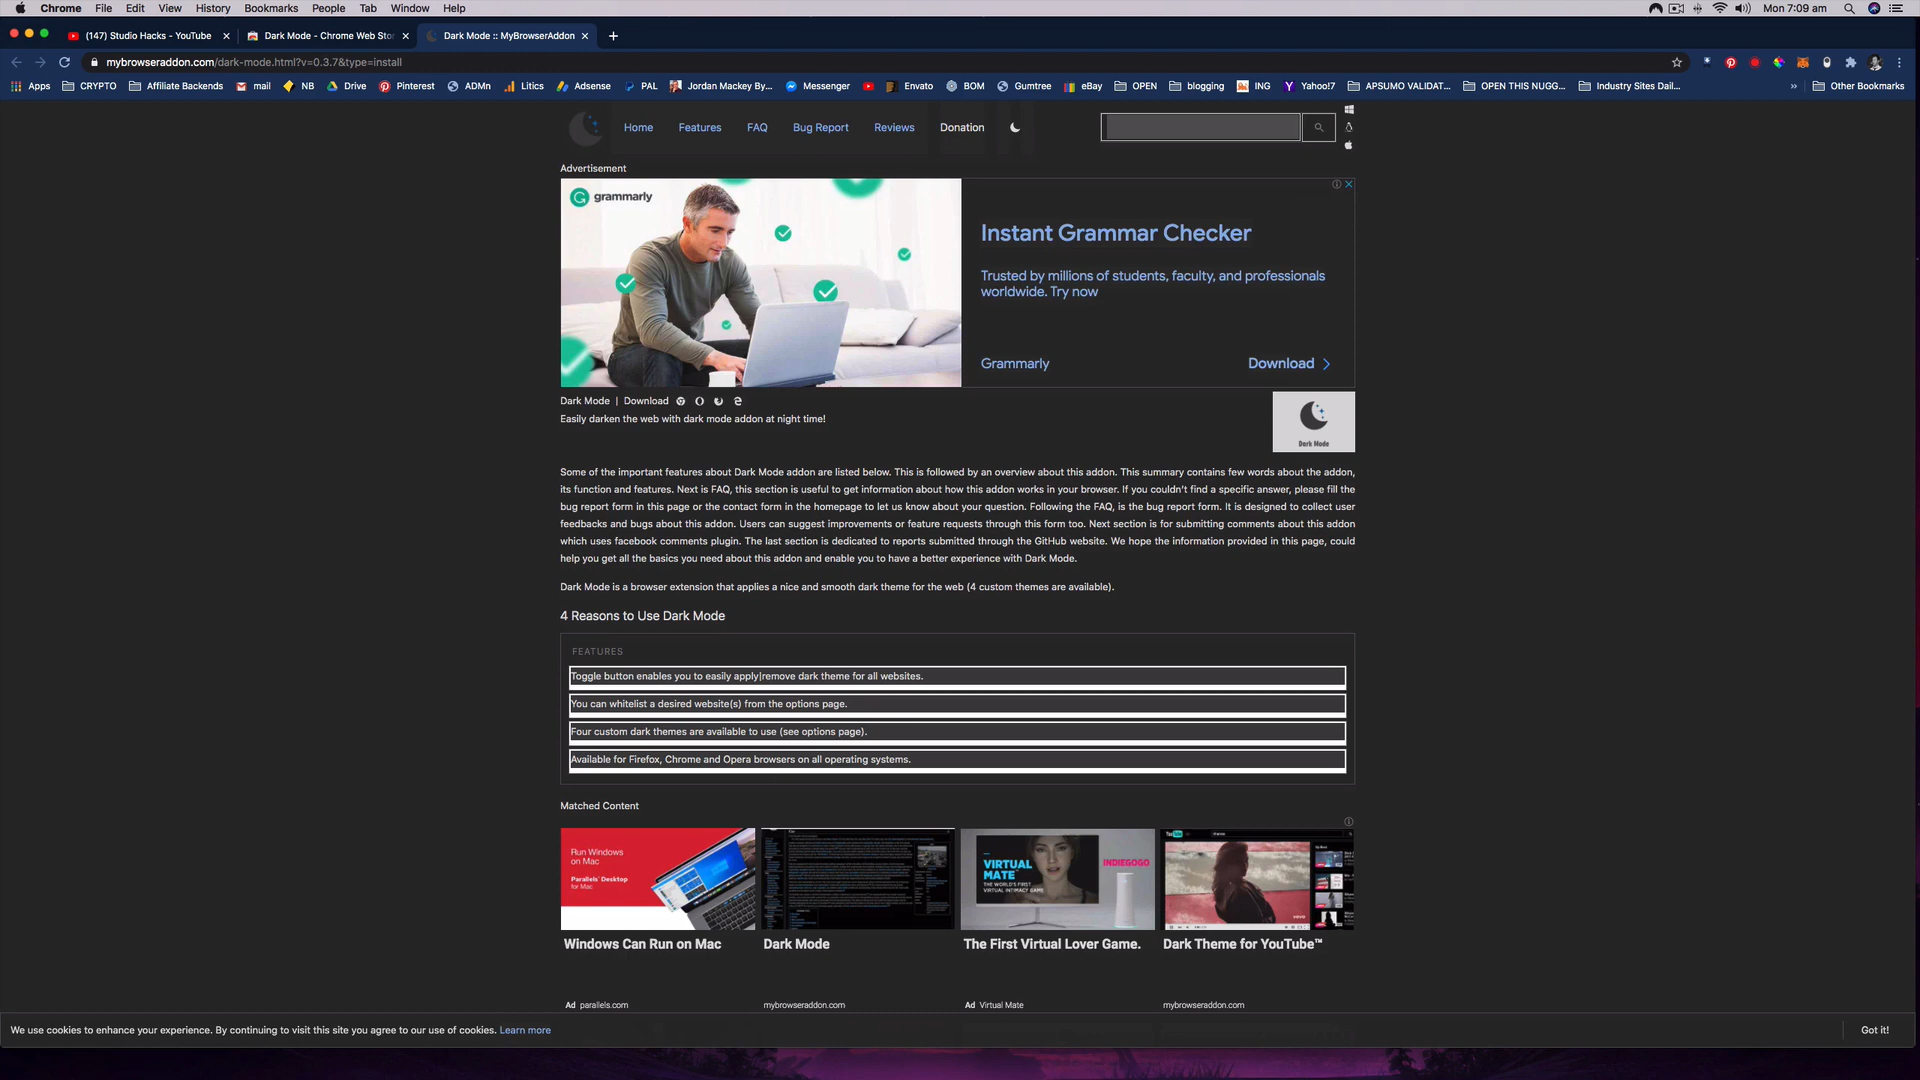 Chrome File Edit View History Bookmarks People Tab Window Help Mon 7:09 am
(147) Studio Hacks - YouTube Dark Mode - Chrome Web Stor Dark Mode :: MyBrowserAddon
mybrowseraddon.com/dark-mode.html?v=0.3.7&type=install
Apps CRYPTO Affiliate Backends mail NB Drive Pinterest ADMn Litics Adsense PAL Jordan Mackey By... Messenger Envato BOM Gumtree eBay OPEN blogging ING Yahoo!7 APSUMO VALIDAT... OPEN THIS NUGG... Industry Sites Dail... » Other Bookmarks
Home Features FAQ Bug Report Reviews Donation
Advertisement
grammarly
Instant Grammar Checker
Trusted by millions of students, faculty, and professionals
worldwide. Try now
Grammarly Download
Dark Mode | Download
Easily darken the web with dark mode addon at night time!
Dark Mode
Some of the important features about Dark Mode addon are listed below. This is followed by an overview about this addon. This summary contains few words about the addon,
its function and features. Next is FAQ, this section is useful to get information about how this addon works in your browser. If you couldn't find a specific answer, please fill the
bug report form in this page or the contact form in the homepage to let us know about your question. Following the FAQ, is the bug report form. It is designed to collect user
feedbacks and bugs about this addon. Users can suggest improvements or feature requests through this form too. Next section is for submitting comments about this addon
which uses facebook comments plugin. The last section is dedicated to reports submitted through the GitHub website. We hope the information provided in this page, could
help you get all the basics you need about this addon and enable you to have a better experience with Dark Mode.
Dark Mode is a browser extension that applies a nice and smooth dark theme for the web (4 custom themes are available).
4 Reasons to Use Dark Mode
FEATURES
Toggle button enables you to easily apply|remove dark theme for all websites.
You can whitelist a desired website(s) from the options page.
Four custom dark themes are available to use (see options page).
Available for Firefox, Chrome and Opera browsers on all operating systems.
Matched Content
Run Windows
on Mac
Parallels® Desktop
for Mac
VIRTUAL
MATE
THE WORLD'S FIRST
VIRTUAL INTIMACY GAME
INDIEGOGO
vevo
Windows Can Run on Mac Dark Mode The First Virtual Lover Game. Dark Theme for YouTube™
Ad parallels.com mybrowseraddon.com Ad Virtual Mate mybrowseraddon.com
We use cookies to enhance your experience. By continuing to visit this site you agree to our use of cookies. Learn more Got it!